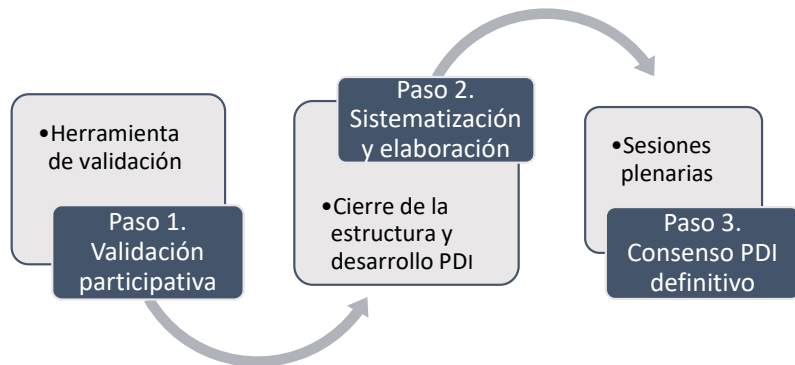 •Herramienta
de validación
Paso 1.
Validación
participativa
Paso 2.
Sistematización
y elaboración
•Cierre de la
estructura y
desarrollo PDI
•Sesiones
plenarias
Paso 3.
Consenso PDI
definitivo